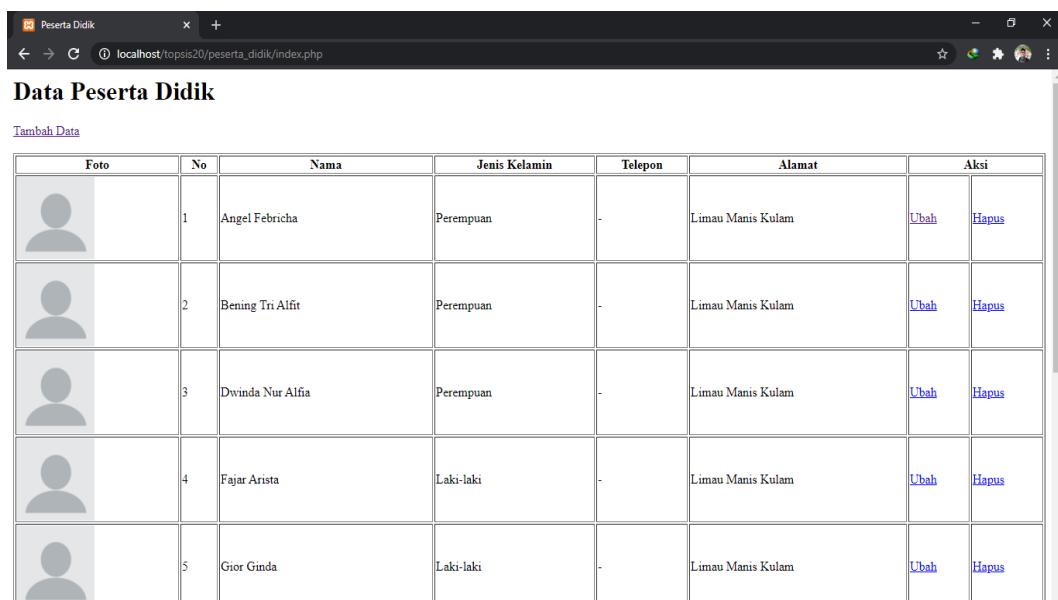 Peserta Didik
localhost/topsis20/peserta_didik/index.php
Data Peserta Didik
Tambah Data
Foto No Nama Jenis Kelamin Telepon Alamat Aksi
1 Angel Febricha Perempuan - Limau Manis Kulam Ubah Hapus
2 Bening Tri Alfit Perempuan - Limau Manis Kulam Ubah Hapus
3 Dwinda Nur Alfia Perempuan - Limau Manis Kulam Ubah Hapus
4 Fajar Arista Laki-laki - Limau Manis Kulam Ubah Hapus
5 Gior Ginda Laki-laki - Limau Manis Kulam Ubah Hapus